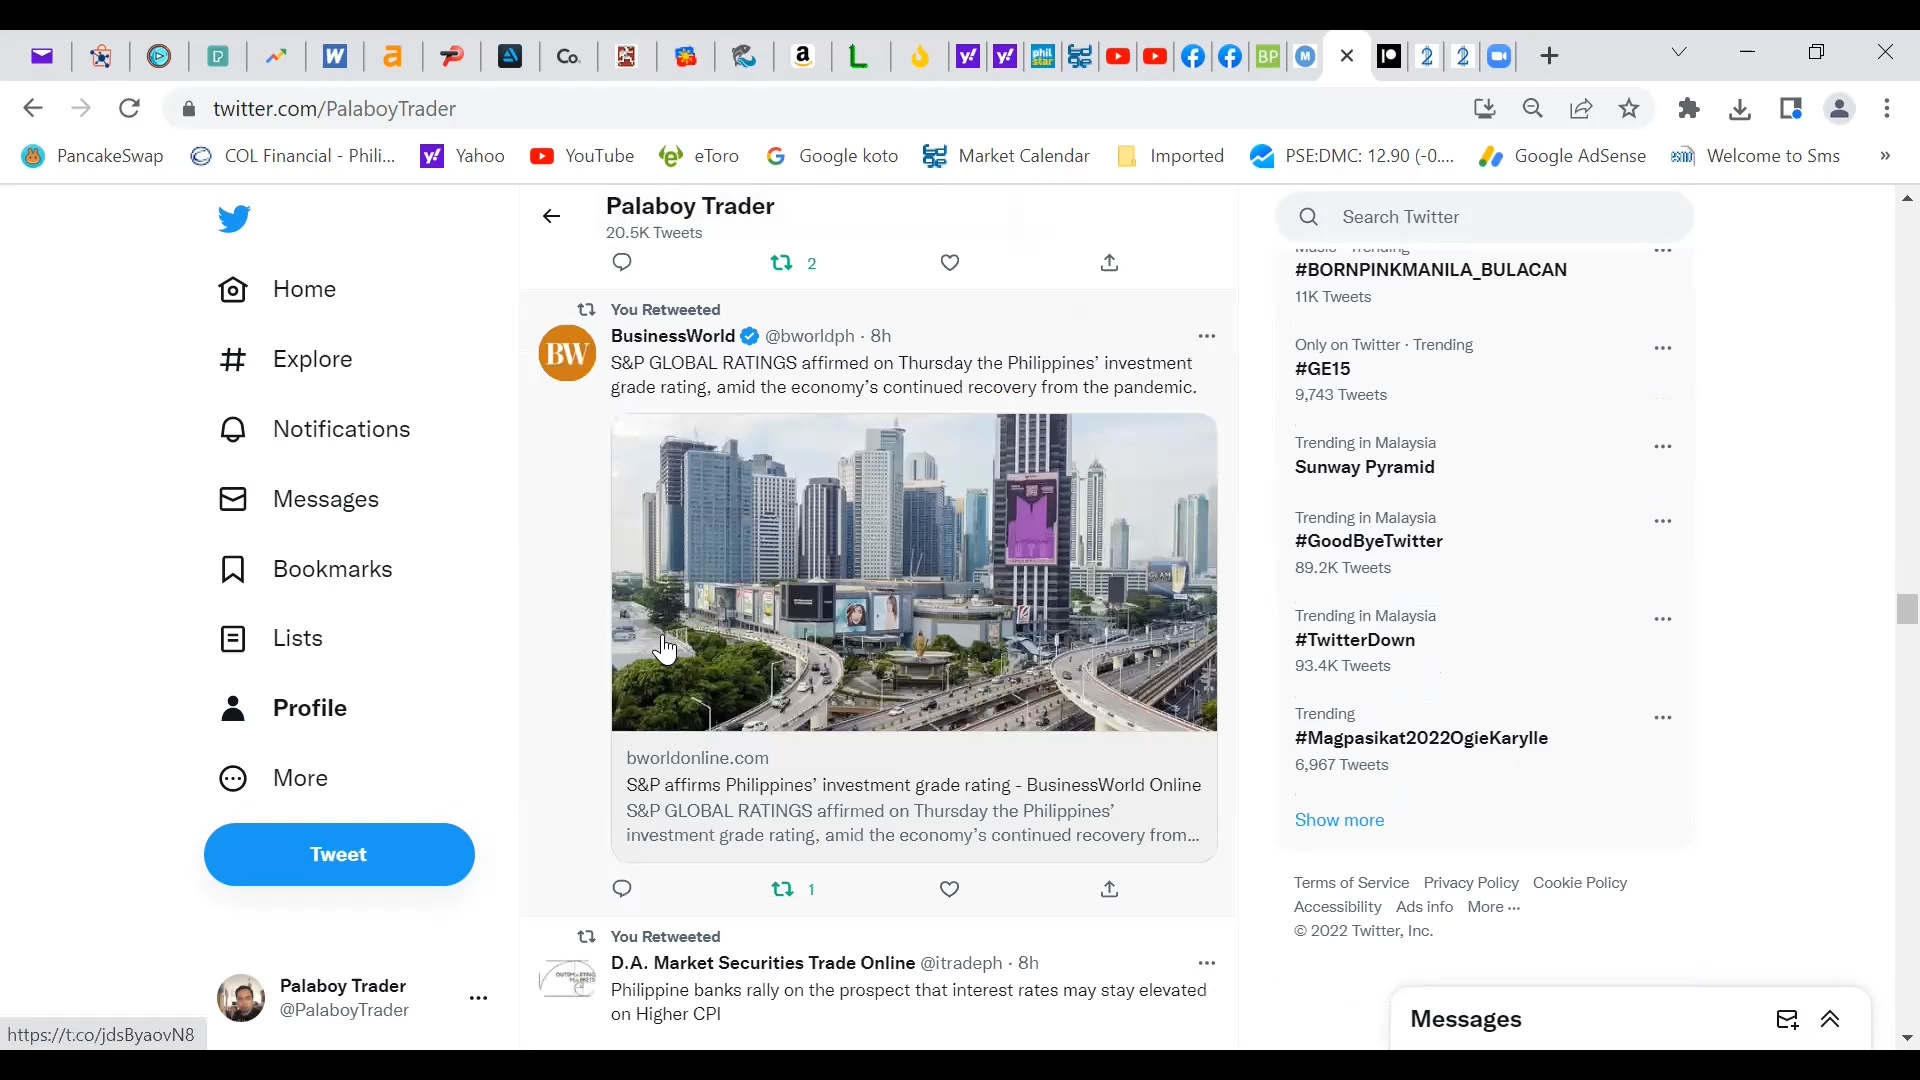 twitter.com/PalaboyTrader
PancakeSwap
COL Financial - Phili...
Yahoo
YouTube
eToro
Google koto
Market Calendar
Imported
PSE:DMC: 12.90 (-0....
Google AdSense
Welcome to Sms
»
Home
Explore
Notifications
Messages
Bookmarks
Lists
Profile
More
Tweet
Palaboy Trader
@PalaboyTrader
https://t.co/jdsByaovN8
Palaboy Trader
20.5K Tweets
2
You Retweeted
BusinessWorld @bworldph · 8h
S&P GLOBAL RATINGS affirmed on Thursday the Philippines’ investment
grade rating, amid the economy’s continued recovery from the pandemic.
bworldonline.com
S&P affirms Philippines’ investment grade rating - BusinessWorld Online
S&P GLOBAL RATINGS affirmed on Thursday the Philippines’
investment grade rating, amid the economy’s continued recovery from...
1
You Retweeted
D.A. Market Securities Trade Online @itradeph · 8h
Philippine banks rally on the prospect that interest rates may stay elevated
on Higher CPI
Search Twitter
Music · Trending
#BORNPINKMANILA_BULACAN
11K Tweets
Only on Twitter · Trending
#GE15
9,743 Tweets
Trending in Malaysia
Sunway Pyramid
Trending in Malaysia
#GoodByeTwitter
89.2K Tweets
Trending in Malaysia
#TwitterDown
93.4K Tweets
Trending
#Magpasikat2022OgieKarylle
6,967 Tweets
Show more
Terms of Service Privacy Policy Cookie Policy
Accessibility Ads info More ···
© 2022 Twitter, Inc.
Messages